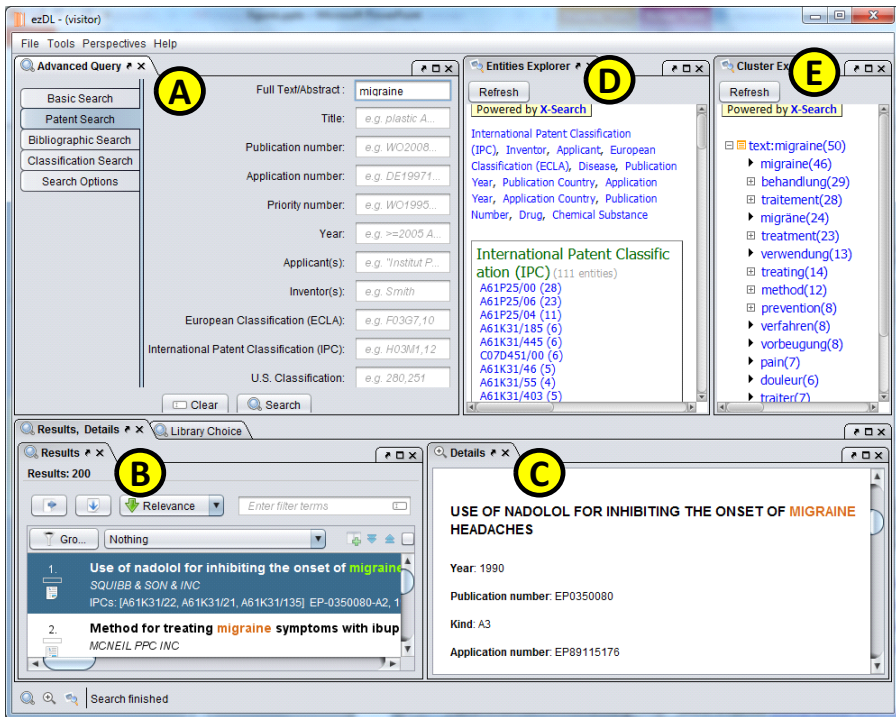 ezDL - (visitor)
File Tools Perspectives Help
Advanced Query
A
Basic Search
Patent Search
Bibliographic Search
Classification Search
Search Options
Full Text/Abstract : migraine
Title: e.g. plastic A...
Publication number: e.g. WO2008...
Application number: e.g. DE19971...
Priority number: e.g. WO1995...
Year: e.g. >=2005 A...
Applicant(s): e.g. "Institut P...
Inventor(s): e.g. Smith
European Classification (ECLA): e.g. F03G7,10
International Patent Classification (IPC): e.g. H03M1,12
U.S. Classification: e.g. 280,251
Clear Search
Entities Explorer
D
Refresh
Powered by X-Search
International Patent Classification
(IPC), Inventor, Applicant, European
Classification (ECLA), Disease, Publication
Year, Publication Country, Application
Year, Application Country, Publication
Number, Drug, Chemical Substance
International Patent Classific
ation (IPC) (111 entities)
A61P25/00 (28)
A61P25/06 (23)
A61P25/04 (11)
A61K31/185 (6)
A61K31/445 (6)
C07D451/00 (6)
A61K31/46 (5)
A61K31/55 (4)
A61K31/403 (5)
Cluster Ex
E
Refresh
Powered by X-Search
text:migraine(50)
migraine(46)
behandlung(29)
traitement(28)
migräne(24)
treatment(23)
verwendung(13)
treating(14)
method(12)
prevention(8)
verfahren(8)
vorbeugung(8)
pain(7)
douleur(6)
traiter(7)
Results, Details Library Choice
Results
B
Results: 200
Relevance Enter filter terms
Gro... Nothing
1. Use of nadolol for inhibiting the onset of migraine
SQUIBB & SON & INC
IPCs: [A61K31/22, A61K31/21, A61K31/135] EP-0350080-A2, 1
2. Method for treating migraine symptoms with ibup
MCNEIL PPC INC
Details
C
USE OF NADOLOL FOR INHIBITING THE ONSET OF MIGRAINE
HEADACHES
Year: 1990
Publication number: EP0350080
Kind: A3
Application number: EP89115176
Search finished